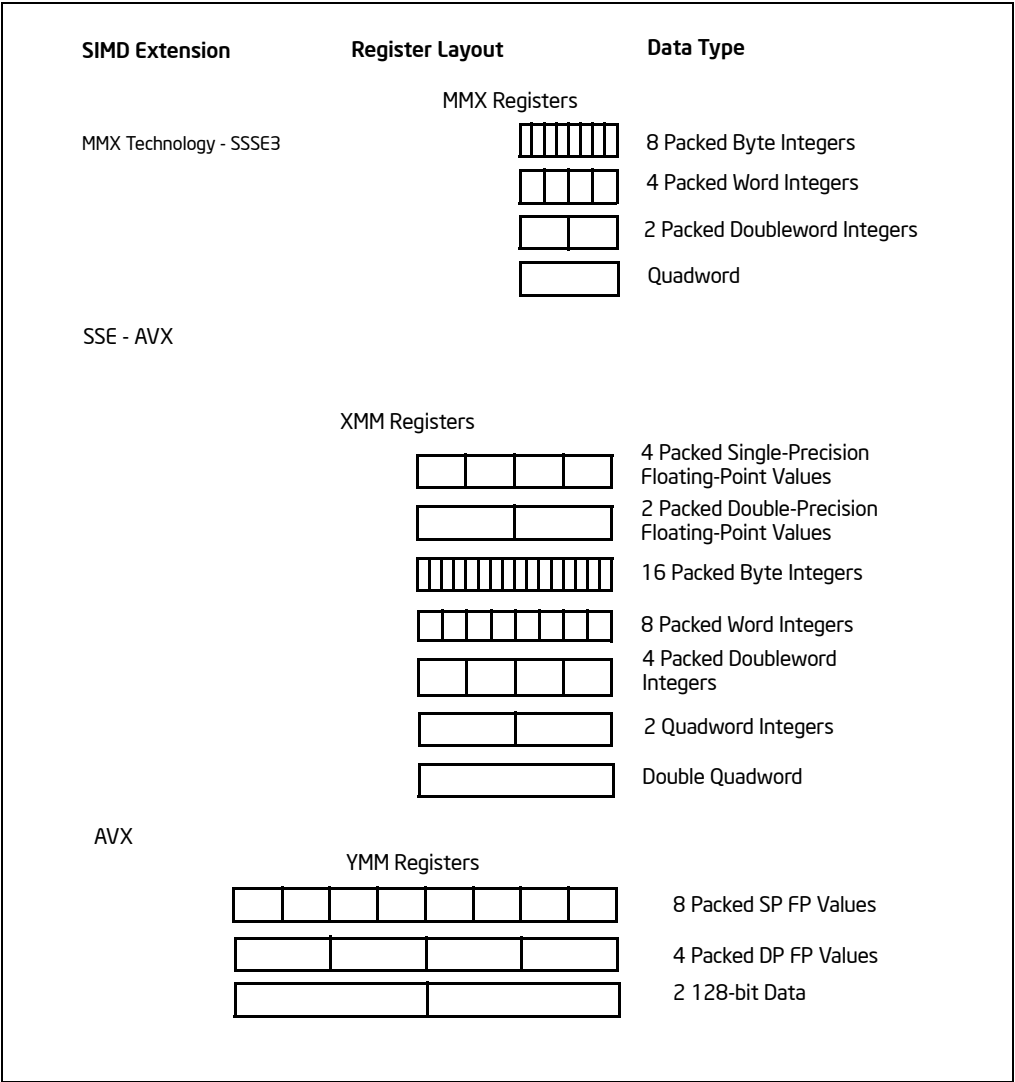 SIMD Extension Register Layout Data Type
MMX Registers
MMX Technology - SSSE3
8 Packed Byte Integers
4 Packed Word Integers
2 Packed Doubleword Integers
Quadword
SSE - AVX
XMM Registers
4 Packed Single-Precision
Floating-Point Values
2 Packed Double-Precision
Floating-Point Values
16 Packed Byte Integers
8 Packed Word Integers
4 Packed Doubleword
Integers
2 Quadword Integers
Double Quadword
AVX
YMM Registers
8 Packed SP FP Values
4 Packed DP FP Values
2 128-bit Data